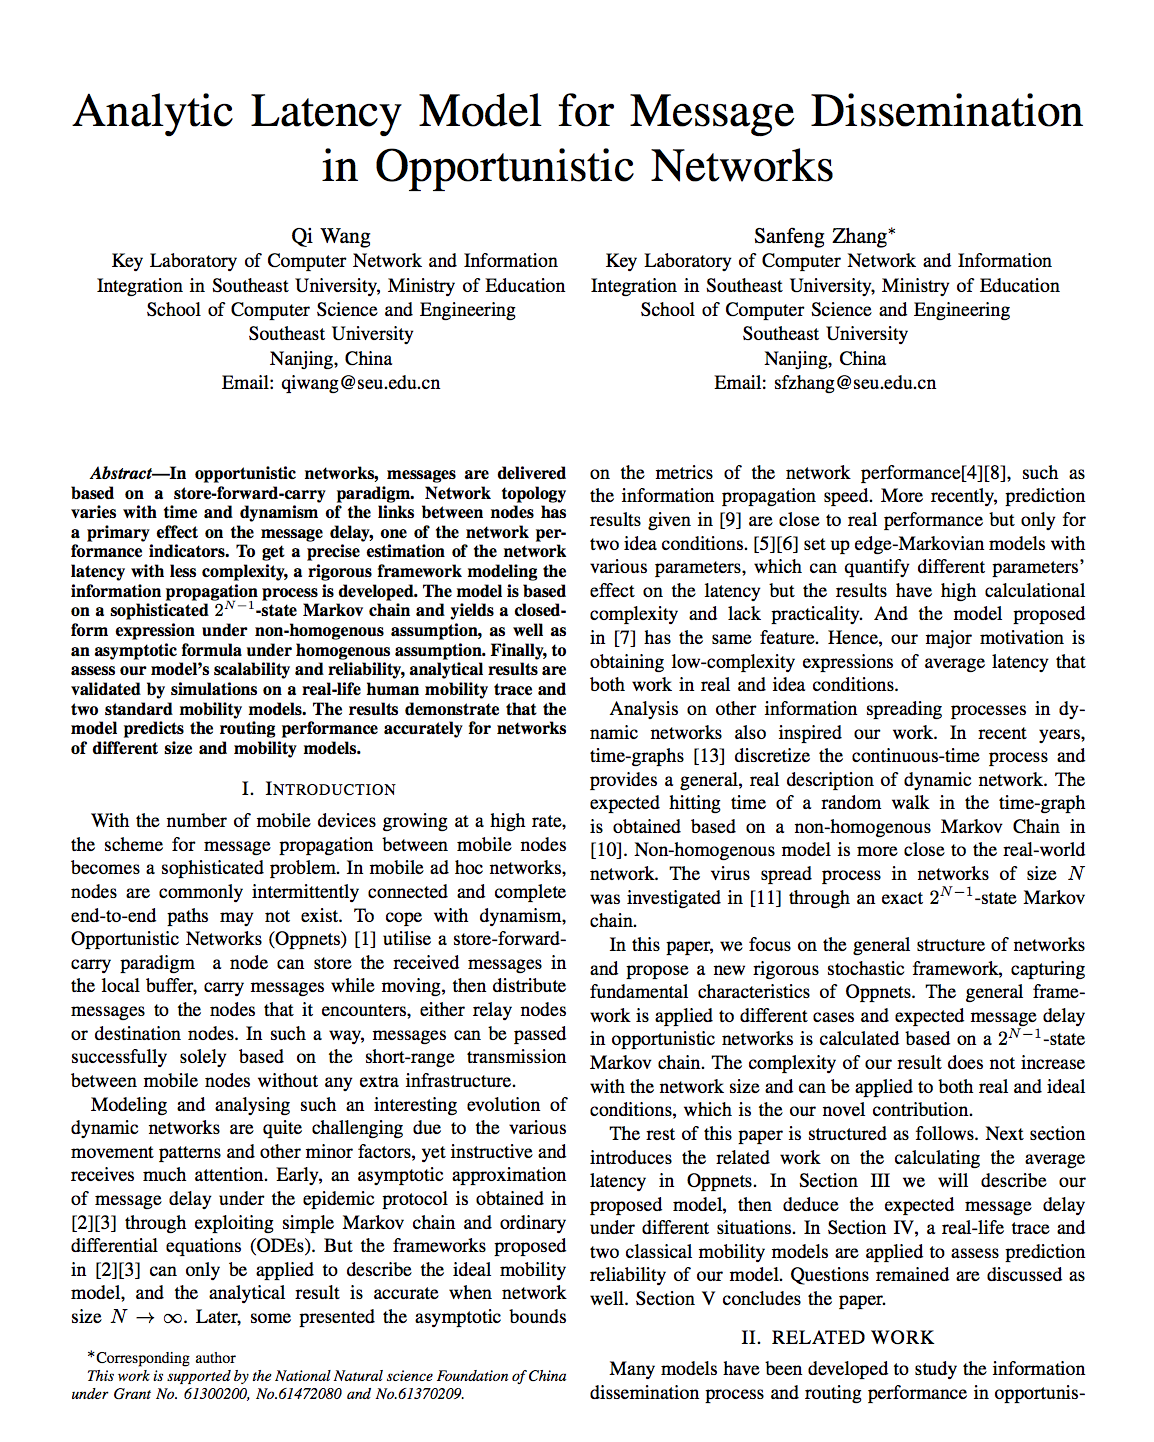 Analytic Latency Model for Message Dissemination
in Opportunistic Networks
Qi Wang
Key Laboratory of Computer Network and Information
Integration in Southeast University, Ministry of Education
School of Computer Science and Engineering
Southeast University
Nanjing, China
Email: qiwang@seu.edu.cn
Sanfeng Zhang*
Key Laboratory of Computer Network and Information
Integration in Southeast University, Ministry of Education
School of Computer Science and Engineering
Southeast University
Nanjing, China
Email: sfzhang@seu.edu.cn
Abstract—In opportunistic networks, messages are delivered
based on a store-forward-carry paradigm. Network topology
varies with time and dynamism of the links between nodes has
a primary effect on the message delay, one of the network per-
formance indicators. To get a precise estimation of the network
latency with less complexity, a rigorous framework modeling the
information propagation process is developed. The model is based
on a sophisticated 2^{N-1}-state Markov chain and yields a closed-
form expression under non-homogenous assumption, as well as
an asymptotic formula under homogenous assumption. Finally, to
assess our model's scalability and reliability, analytical results are
validated by simulations on a real-life human mobility trace and
two standard mobility models. The results demonstrate that the
model predicts the routing performance accurately for networks
of different size and mobility models.
I. INTRODUCTION
With the number of mobile devices growing at a high rate,
the scheme for message propagation between mobile nodes
becomes a sophisticated problem. In mobile ad hoc networks,
nodes are commonly intermittently connected and complete
end-to-end paths may not exist. To cope with dynamism,
Opportunistic Networks (Oppnets) [1] utilise a store-forward-
carry paradigm a node can store the received messages in
the local buffer, carry messages while moving, then distribute
messages to the nodes that it encounters, either relay nodes
or destination nodes. In such a way, messages can be passed
successfully solely based on the short-range transmission
between mobile nodes without any extra infrastructure.
Modeling and analysing such an interesting evolution of
dynamic networks are quite challenging due to the various
movement patterns and other minor factors, yet instructive and
receives much attention. Early, an asymptotic approximation
of message delay under the epidemic protocol is obtained in
[2][3] through exploiting simple Markov chain and ordinary
differential equations (ODEs). But the frameworks proposed
in [2][3] can only be applied to describe the ideal mobility
model, and the analytical result is accurate when network
size N → ∞. Later, some presented the asymptotic bounds
*Corresponding author
This work is supported by the National Natural science Foundation of China
under Grant No. 61300200, No.61472080 and No.61370209.
on the metrics of the network performance[4][8], such as
the information propagation speed. More recently, prediction
results given in [9] are close to real performance but only for
two idea conditions. [5][6] set up edge-Markovian models with
various parameters, which can quantify different parameters'
effect on the latency but the results have high calculational
complexity and lack practicality. And the model proposed
in [7] has the same feature. Hence, our major motivation is
obtaining low-complexity expressions of average latency that
both work in real and idea conditions.
Analysis on other information spreading processes in dy-
namic networks also inspired our work. In recent years,
time-graphs [13] discretize the continuous-time process and
provides a general, real description of dynamic network. The
expected hitting time of a random walk in the time-graph
is obtained based on a non-homogenous Markov Chain in
[10]. Non-homogenous model is more close to the real-world
network. The virus spread process in networks of size N
was investigated in [11] through an exact 2^{N-1}-state Markov
chain.
In this paper, we focus on the general structure of networks
and propose a new rigorous stochastic framework, capturing
fundamental characteristics of Oppnets. The general frame-
work is applied to different cases and expected message delay
in opportunistic networks is calculated based on a 2^{N-1}-state
Markov chain. The complexity of our result does not increase
with the network size and can be applied to both real and ideal
conditions, which is the our novel contribution.
The rest of this paper is structured as follows. Next section
introduces the related work on the calculating the average
latency in Oppnets. In Section III we will describe our
proposed model, then deduce the expected message delay
under different situations. In Section IV, a real-life trace and
two classical mobility models are applied to assess prediction
reliability of our model. Questions remained are discussed as
well. Section V concludes the paper.
II. RELATED WORK
Many models have been developed to study the information
dissemination process and routing performance in opportunis-